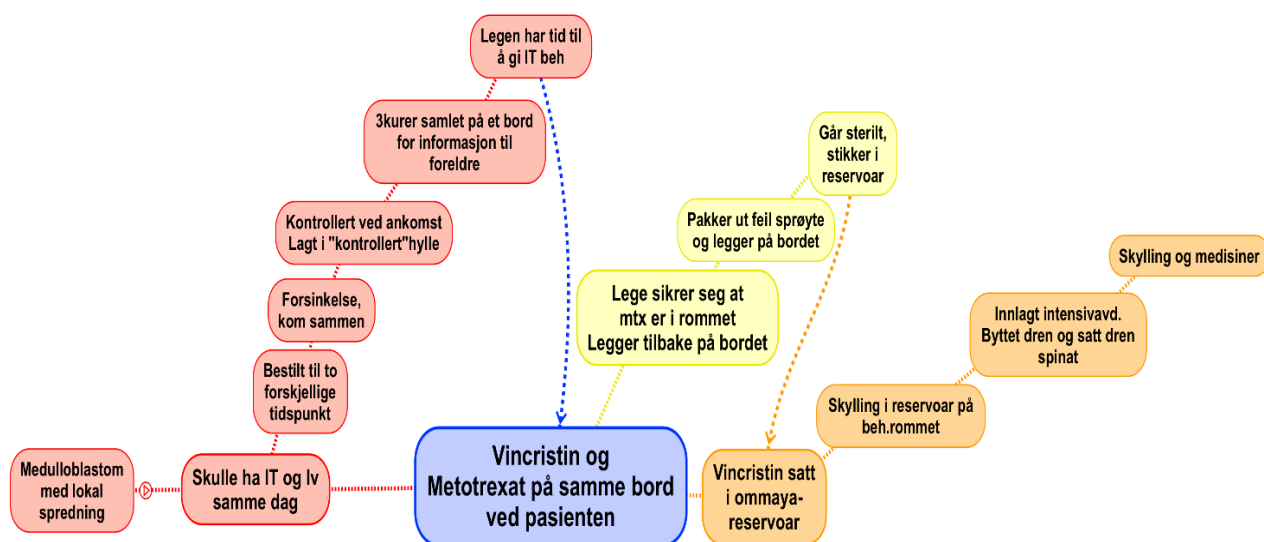 Legen har tid til
å gi IT beh
3kurer samlet på et bord
for informasjon til
foreldre
Kontrollert ved ankomst
Lagt i "kontrollert"hylle
Forsinkelse,
kom sammen
Bestilt til to
forskjellige
tidspunkt
Medulloblastom
med lokal
spredning
Skulle ha IT og Iv
samme dag
Vincristin og
Metotrexat på samme bord
ved pasienten
Lege sikrer seg at
mtx er i rommet
Legger tilbake på bordet
Pakker ut feil sprøyte
og legger på bordet
Går sterilt,
stikker i
reservoar
Vincristin satt
i ommaya-
reservoar
Skylling i reservoar på
beh.rommet
Innlagt intensivavd.
Byttet dren og satt dren
spinat
Skylling og medisiner